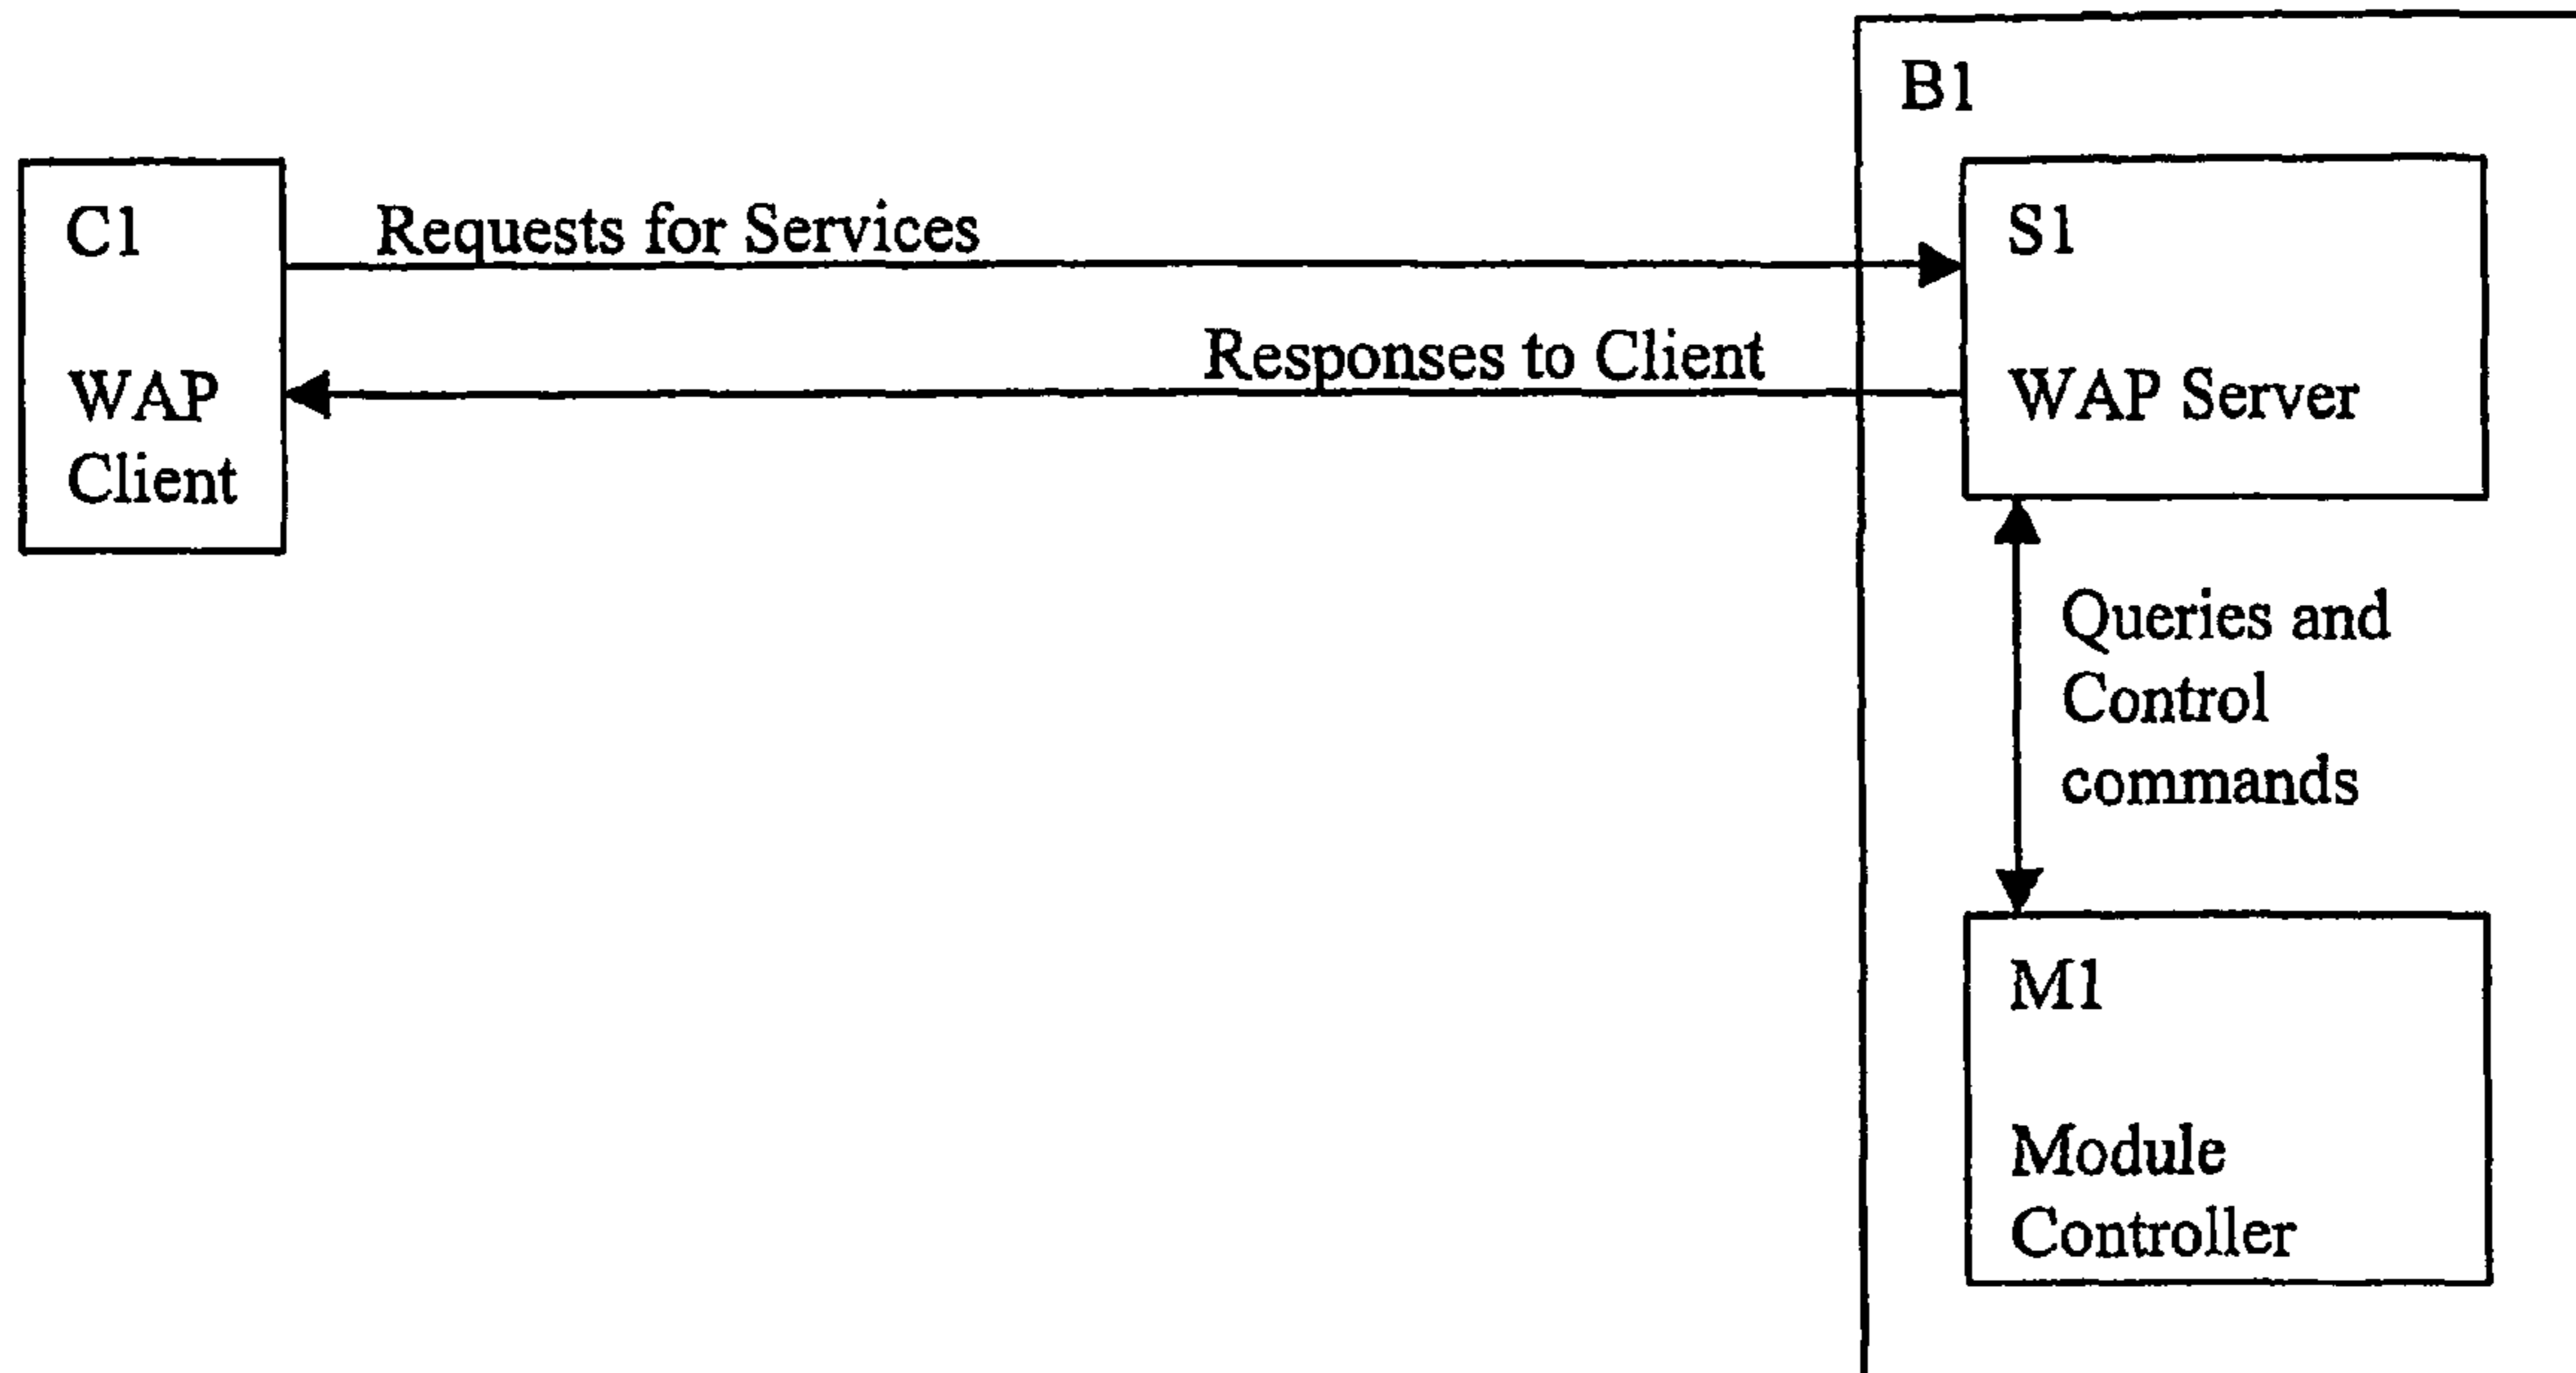 B1
C1
WAP
Client
Requests for Services
Responses to Client
S1
WAP Server
Queries and
Control
commands
M1
Module
Controller